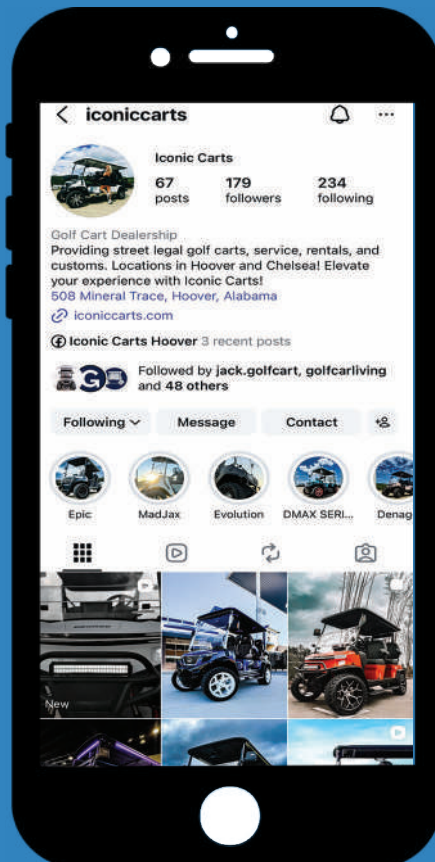 iconiccarts
Iconic Carts
67 179 234
posts followers following
Golf Cart Dealership
Providing street legal golf carts, service, rentals, and
customs. Locations in Hoover and Chelsea! Elevate
your experience with Iconic Carts!
508 Mineral Trace, Hoover, Alabama
iconiccarts.com
Iconic Carts Hoover 3 recent posts
Followed by jack.golfcart, golfcarliving
and 48 others
Following Message Contact
Epic MadJax Evolution DMAX SERI... Denag
New